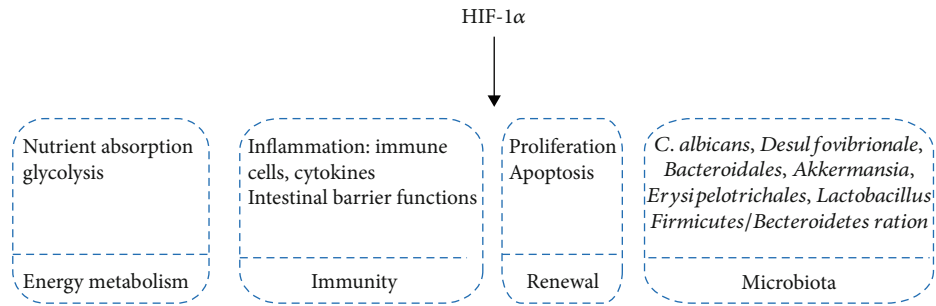 HIF-1α
Nutrient absorption
glycolysis
Energy metabolism
Inflammation: immune
cells, cytokines
Intestinal barrier functions
Immunity
Proliferation
Apoptosis
Renewal
C. albicans, Desulfovibrionale,
Bacteroidales, Akkermansia,
Erysipelotrichales, Lactobacillus
Firmicutes/Becteroidetes ration
Microbiota